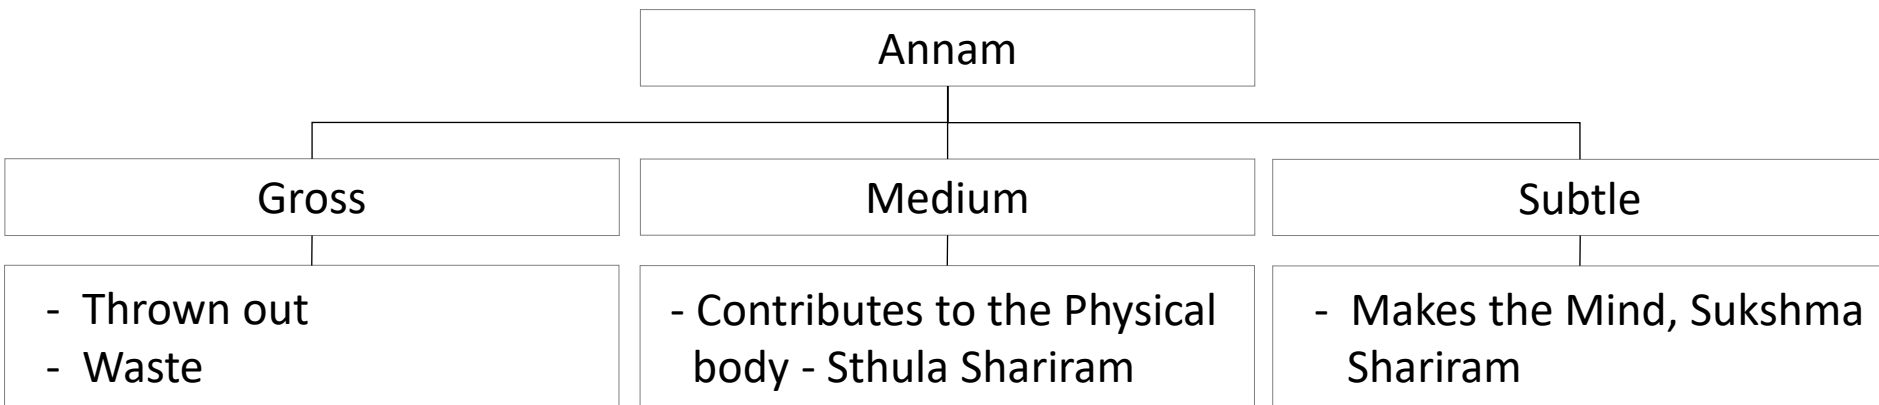 Annam
Gross
Medium
Subtle
- Thrown out
- Waste
- Contributes to the Physical
body - Sthula Shariram
- Makes the Mind, Sukshma
Shariram